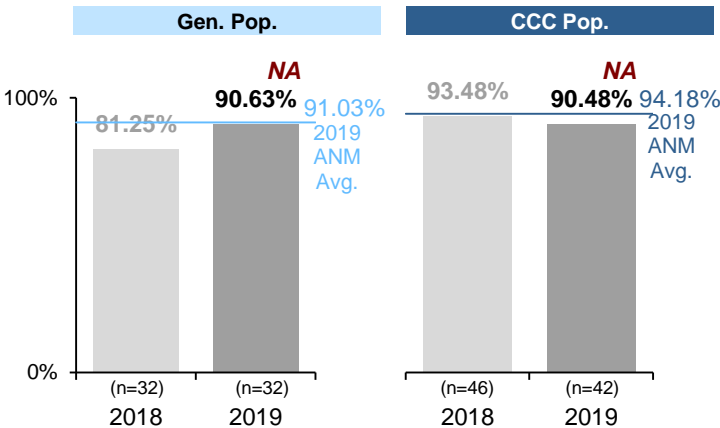 Gen. Pop.
CCC Pop.
NA
NA
100%
81.25%
90.63%
91.03%
2019
ANM
Avg.
93.48%
90.48%
94.18%
2019
ANM
Avg.
0%
(n=32)
(n=32)
(n=46)
(n=42)
2018
2019
2018
2019